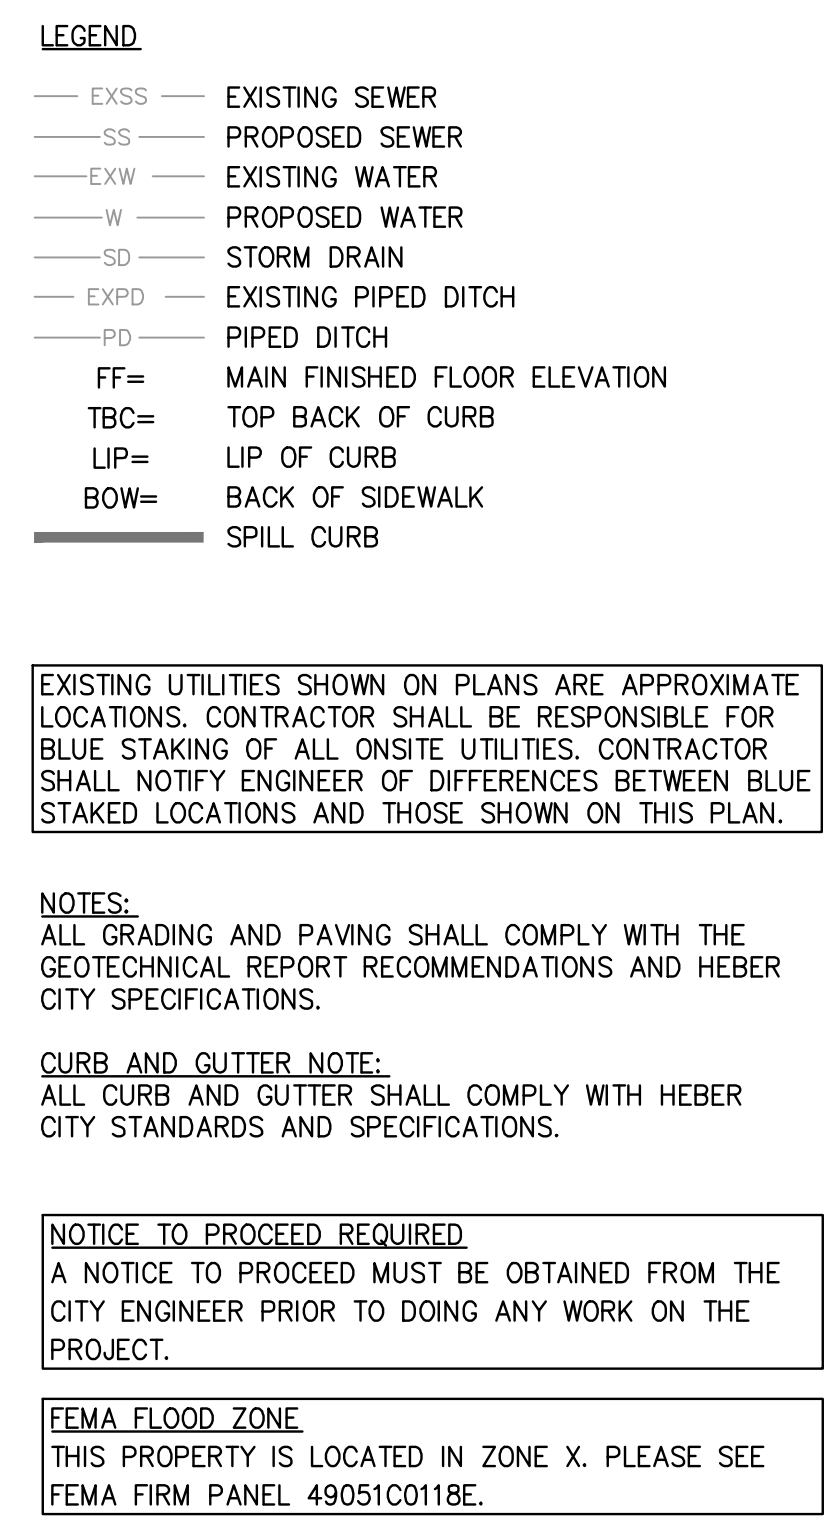 LEGEND
EXSS EXISTING SEWER
SS PROPOSED SEWER
EXW EXISTING WATER
W PROPOSED WATER
SD STORM DRAIN
EXPD EXISTING PIPED DITCH
PD PIPED DITCH
FF= MAIN FINISHED FLOOR ELEVATION
TBC= TOP BACK OF CURB
LIP= LIP OF CURB
BOW= BACK OF SIDEWALK
SPILL CURB
EXISTING UTILITIES SHOWN ON PLANS ARE APPROXIMATE
LOCATIONS. CONTRACTOR SHALL BE RESPONSIBLE FOR
BLUE STAKING OF ALL ONSITE UTILITIES. CONTRACTOR
SHALL NOTIFY ENGINEER OF DIFFERENCES BETWEEN BLUE
STAKED LOCATIONS AND THOSE SHOWN ON THIS PLAN.
NOTES:
ALL GRADING AND PAVING SHALL COMPLY WITH THE
GEOTECHNICAL REPORT RECOMMENDATIONS AND HEBER
CITY SPECIFICATIONS.
CURB AND GUTTER NOTE:
ALL CURB AND GUTTER SHALL COMPLY WITH HEBER
CITY STANDARDS AND SPECIFICATIONS.
NOTICE TO PROCEED REQUIRED
A NOTICE TO PROCEED MUST BE OBTAINED FROM THE
CITY ENGINEER PRIOR TO DOING ANY WORK ON THE
PROJECT.
FEMA FLOOD ZONE
THIS PROPERTY IS LOCATED IN ZONE X. PLEASE SEE
FEMA FIRM PANEL 49051C0118E.